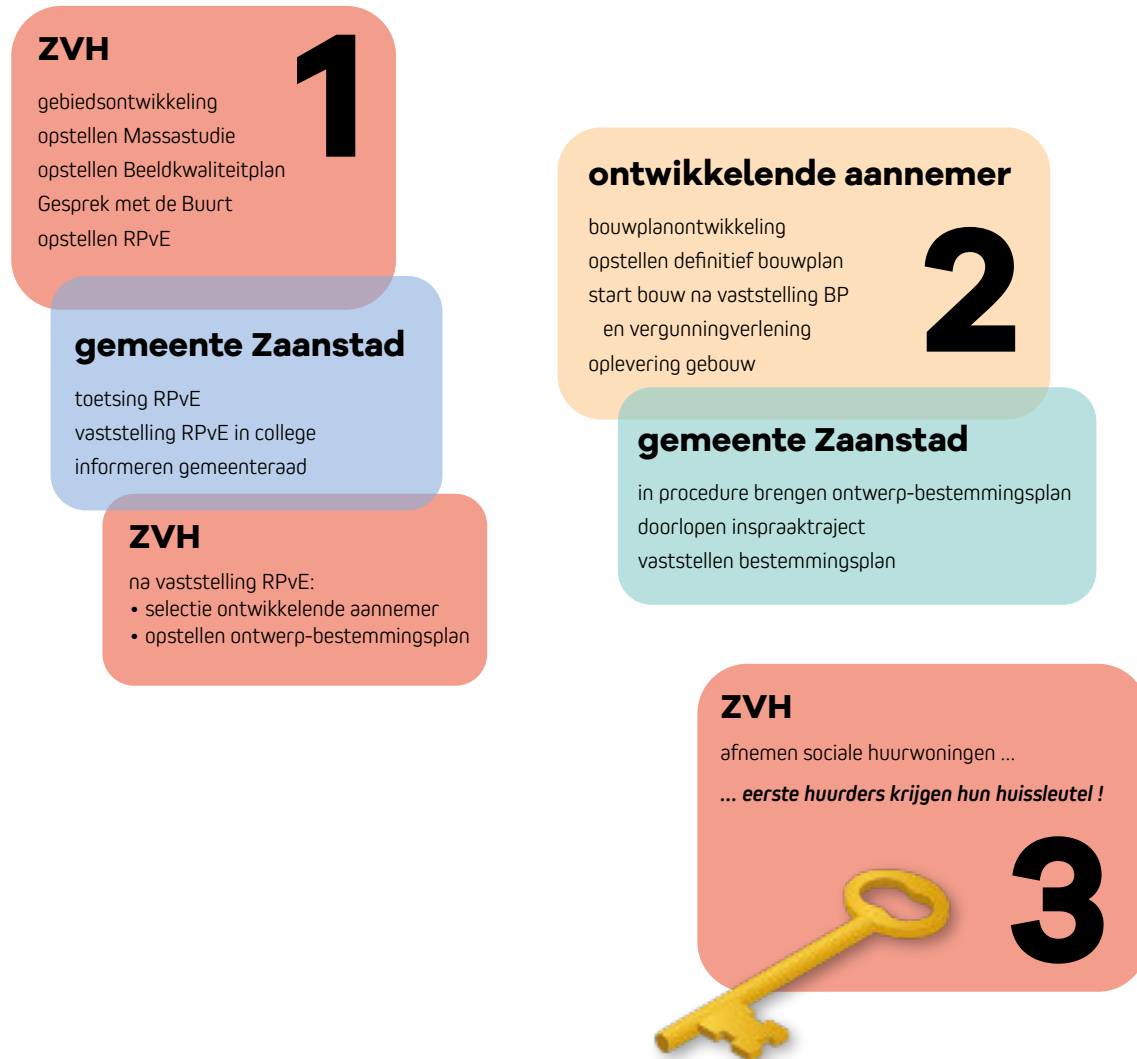 ZVH
1
gebiedsontwikkeling
opstellen Massastudie
opstellen Beeldkwaliteitplan
Gesprek met de Buurt
opstellen RPvE
gemeente Zaanstad
toetsing RPvE
vaststelling RPvE in college
informeren gemeenteraad
ZVH
na vaststelling RPvE:
• selectie ontwikkelende aannemer
• opstellen ontwerp-bestemmingsplan
ontwikkelende aannemer
2
bouwplanontwikkeling
opstellen definitief bouwplan
start bouw na vaststelling BP
en vergunningverlening
oplevering gebouw
gemeente Zaanstad
in procedure brengen ontwerp-bestemmingsplan
doorlopen inspraaktraject
vaststellen bestemmingsplan
ZVH
afnemen sociale huurwoningen ...
... eerste huurders krijgen hun huissleutel !
3